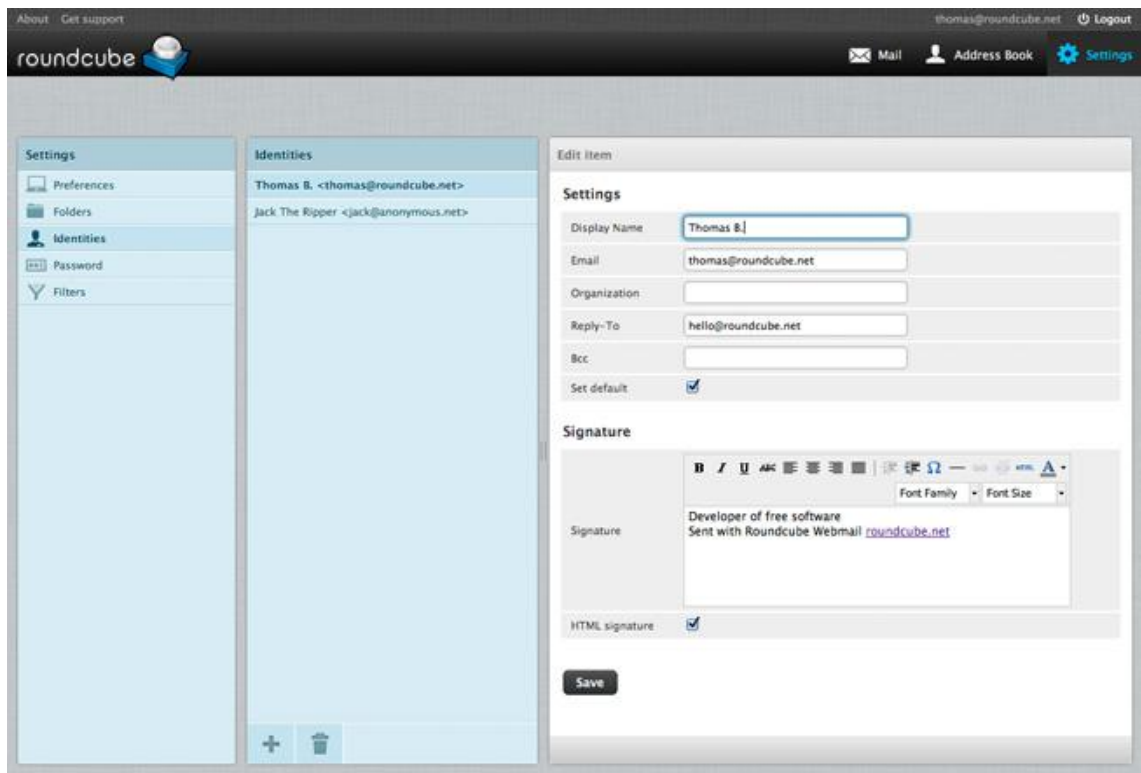 About Get support
thomas@roundcube.net Logout
roundcube
Mail Address Book Settings
Settings
Preferences
Folders
Identities
Password
Filters
Identities
Thomas B. <thomas@roundcube.net>
Jack The Ripper <jack@anonymous.net>
Edit item
Settings
Display Name Thomas B.
Email thomas@roundcube.net
Organization
Reply-To hello@roundcube.net
Bcc
Set default
Signature
B I U ABC Ω HTML A
Font Family Font Size
Signature
Developer of free software
Sent with Roundcube Webmail roundcube.net
HTML signature
Save